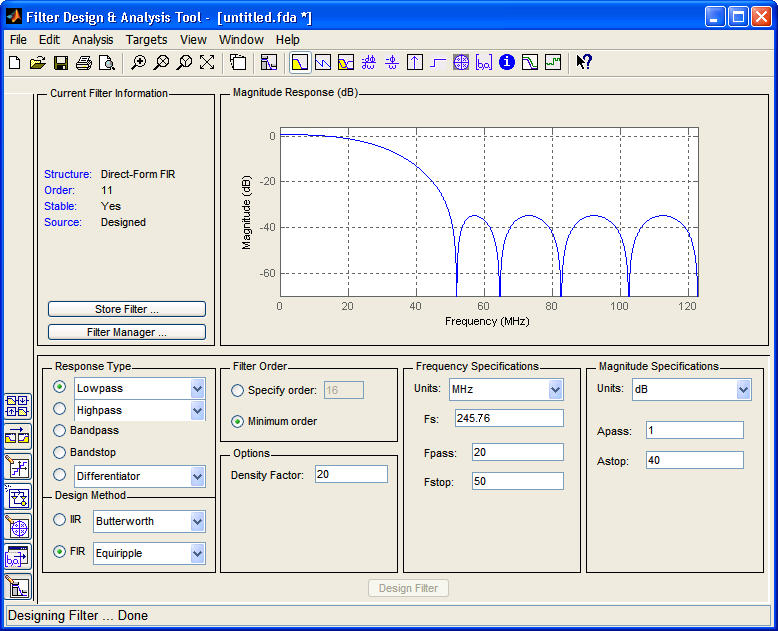 Filter Design & Analysis Tool - [untitled.fda *]
File Edit Analysis Targets View Window Help
Current Filter Information
Structure: Direct-Form FIR
Order: 11
Stable: Yes
Source: Designed
Store Filter ...
Filter Manager ...
Magnitude Response (dB)
Magnitude (dB)
0
-20
-40
-60
0 20 40 60 80 100 120
Frequency (MHz)
Response Type
Lowpass
Highpass
Bandpass
Bandstop
Differentiator
Design Method
IIR Butterworth
FIR Equiripple
Filter Order
Specify order: 16
Minimum order
Options
Density Factor: 20
Frequency Specifications
Units: MHz
Fs: 245.76
Fpass: 20
Fstop: 50
Magnitude Specifications
Units: dB
Apass: 1
Astop: 40
Design Filter
Designing Filter ... Done